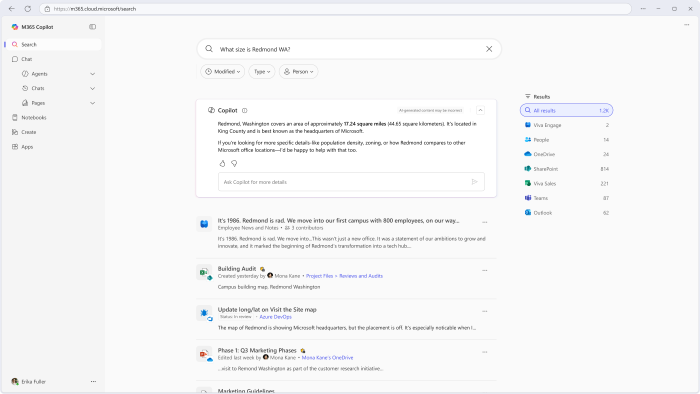 https://m365.cloud.microsoft/search
M365 Copilot
Search
Chat
Agents
Chats
Pages
Notebooks
Create
Apps
Erika Fuller
What size is Redmond WA?
Modified
Type
Person
Copilot
AI-generated content may be incorrect
Redmond, Washington covers an area of approximately 17.24 square miles (44.65 square kilometers). It's located in
King County and is best known as the headquarters of Microsoft.
If you're looking for more specific details—like population density, zoning, or how Redmond compares to other
Microsoft office locations—I'd be happy to help with that too.
Ask Copilot for more details
It's 1986. Redmond is rad. We move into our first campus with 800 employees, on our way...
Employee News and Notes • 3 contributors
It's 1986. Redmond is rad. We move into...This wasn't just a new office. It was a statement of our ambitions to grow and
innovate, and it marked the beginning of Redmond's transformation into a tech hub...
Building Audit
Created yesterday by Mona Kane • Project Files > Reviews and Audits
Campus building map. Redmond Washington
Update long/lat on Visit the Site map
Status: In review • Azure DevOps
The map of Redmond is showing Microsoft headquarters, but the placement is off. It's especially noticable when I...
Phase 1: Q3 Marketing Phases
Edited last week by Mona Kane • Mona Kane's OneDrive
...visit to Remond Washington as part of the customer research initiative...
Marketing Guidelines
Results
All results 1.2K
Viva Engage 2
People 14
OneDrive 24
SharePoint 814
Viva Sales 221
Teams 87
Outlook 62